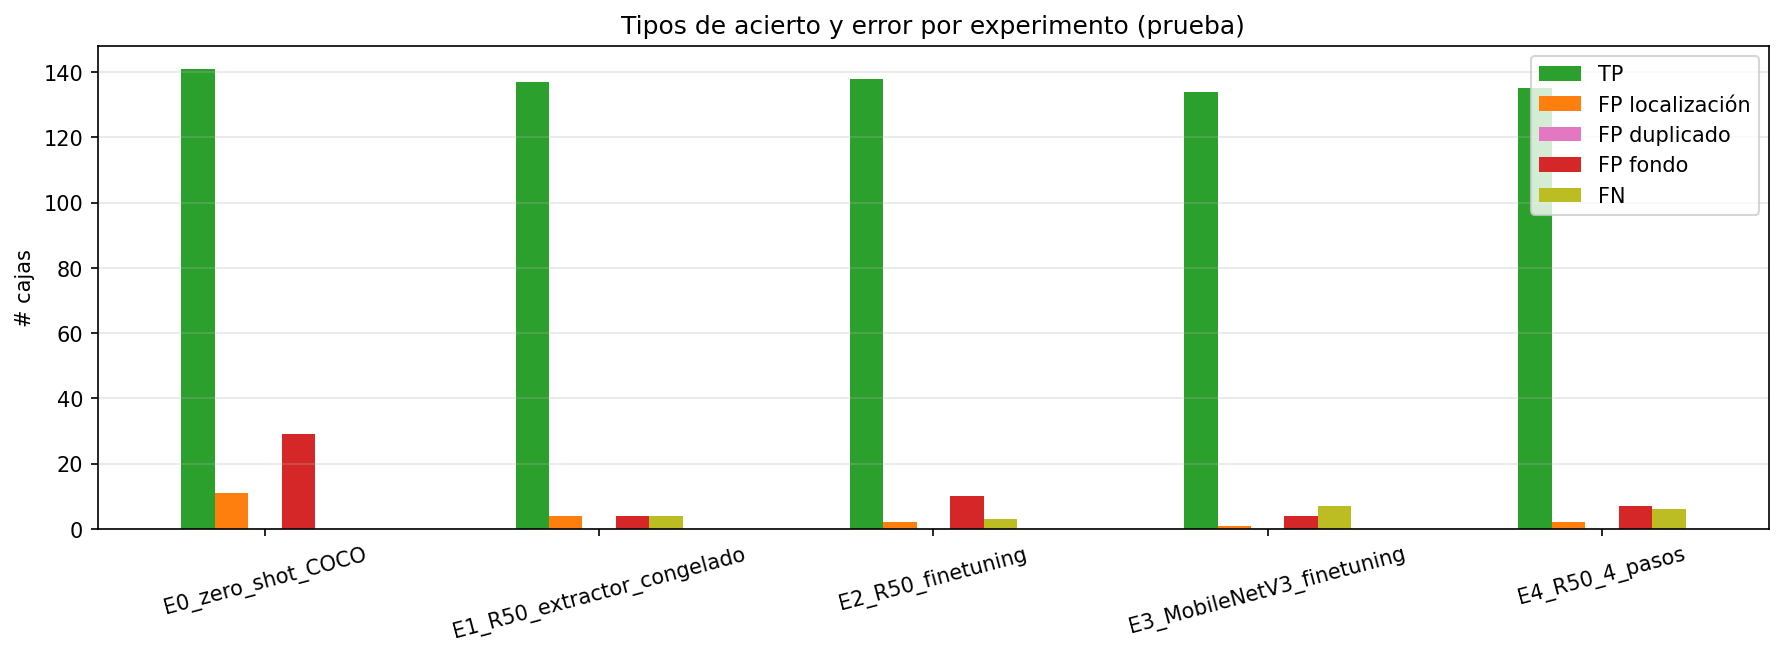 Tipos de acierto y error por experimento (prueba)
# cajas
140
120
100
80
60
40
20
0
TP
FP localización
FP duplicado
FP fondo
FN
E0_zero_shot_COCO
E1_R50_extractor_congelado
E2_R50_finetuning
E3_MobileNetV3_finetuning
E4_R50_4_pasos